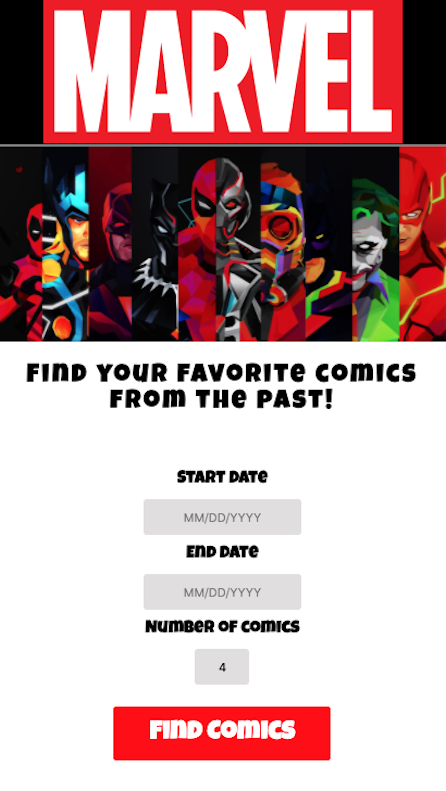 MARVEL
Find Your Favorite Comics
From The Past!
Start Date
MM/DD/YYYY
End Date
MM/DD/YYYY
Number of Comics
4
Find Comics